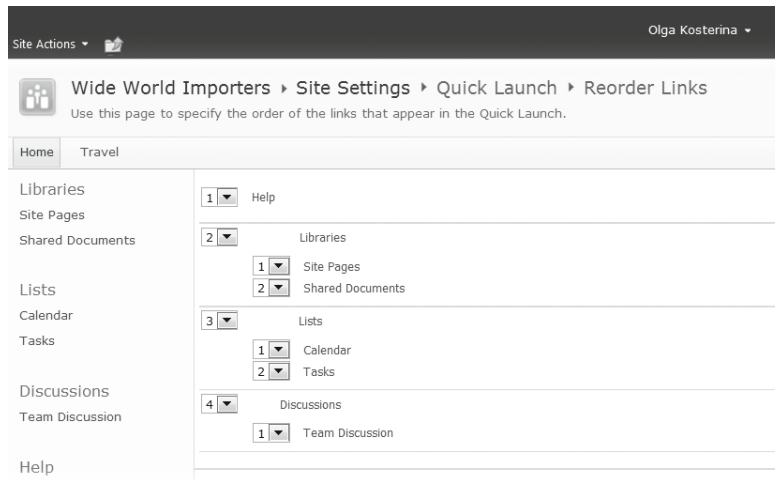 Olga Kosterina
Site Actions
Wide World Importers Site Settings Quick Launch Reorder Links
Use this page to specify the order of the links that appear in the Quick Launch.
Home Travel
Libraries
Site Pages
Shared Documents
Lists
Calendar
Tasks
Discussions
Team Discussion
Help
1 Help
2 Libraries
1 Site Pages
2 Shared Documents
3 Lists
1 Calendar
2 Tasks
4 Discussions
1 Team Discussion